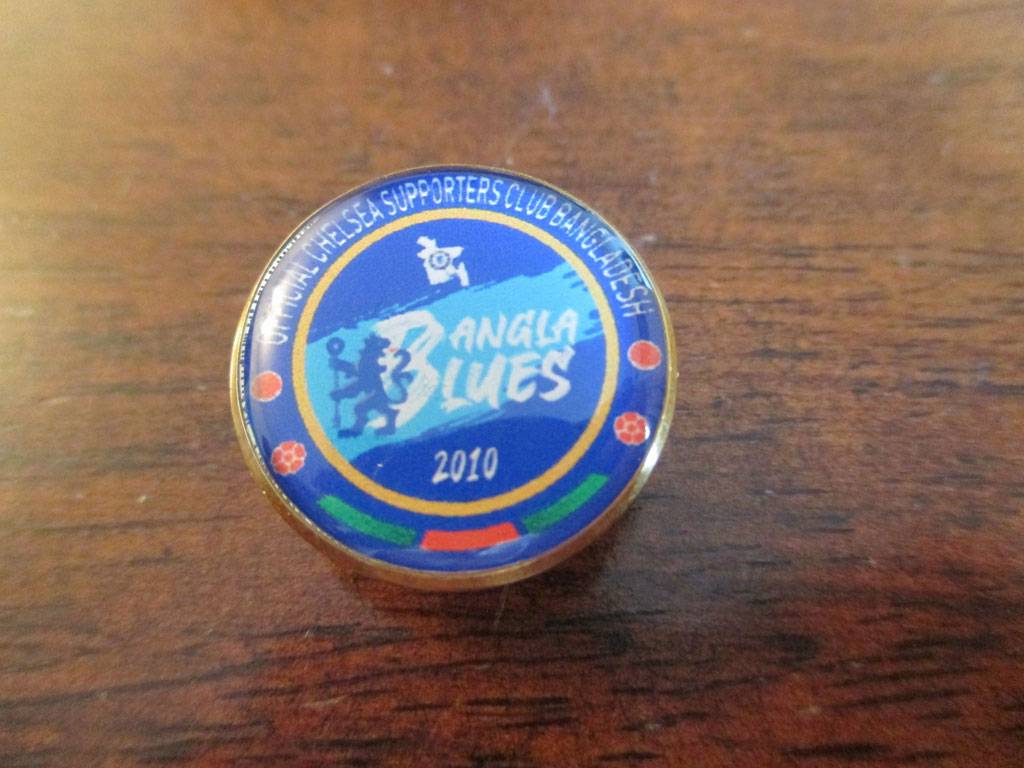 OFFICIAL CHELSEA SUPPORTERS CLUB BANGLADESH
BANGLA
BLUES
2010